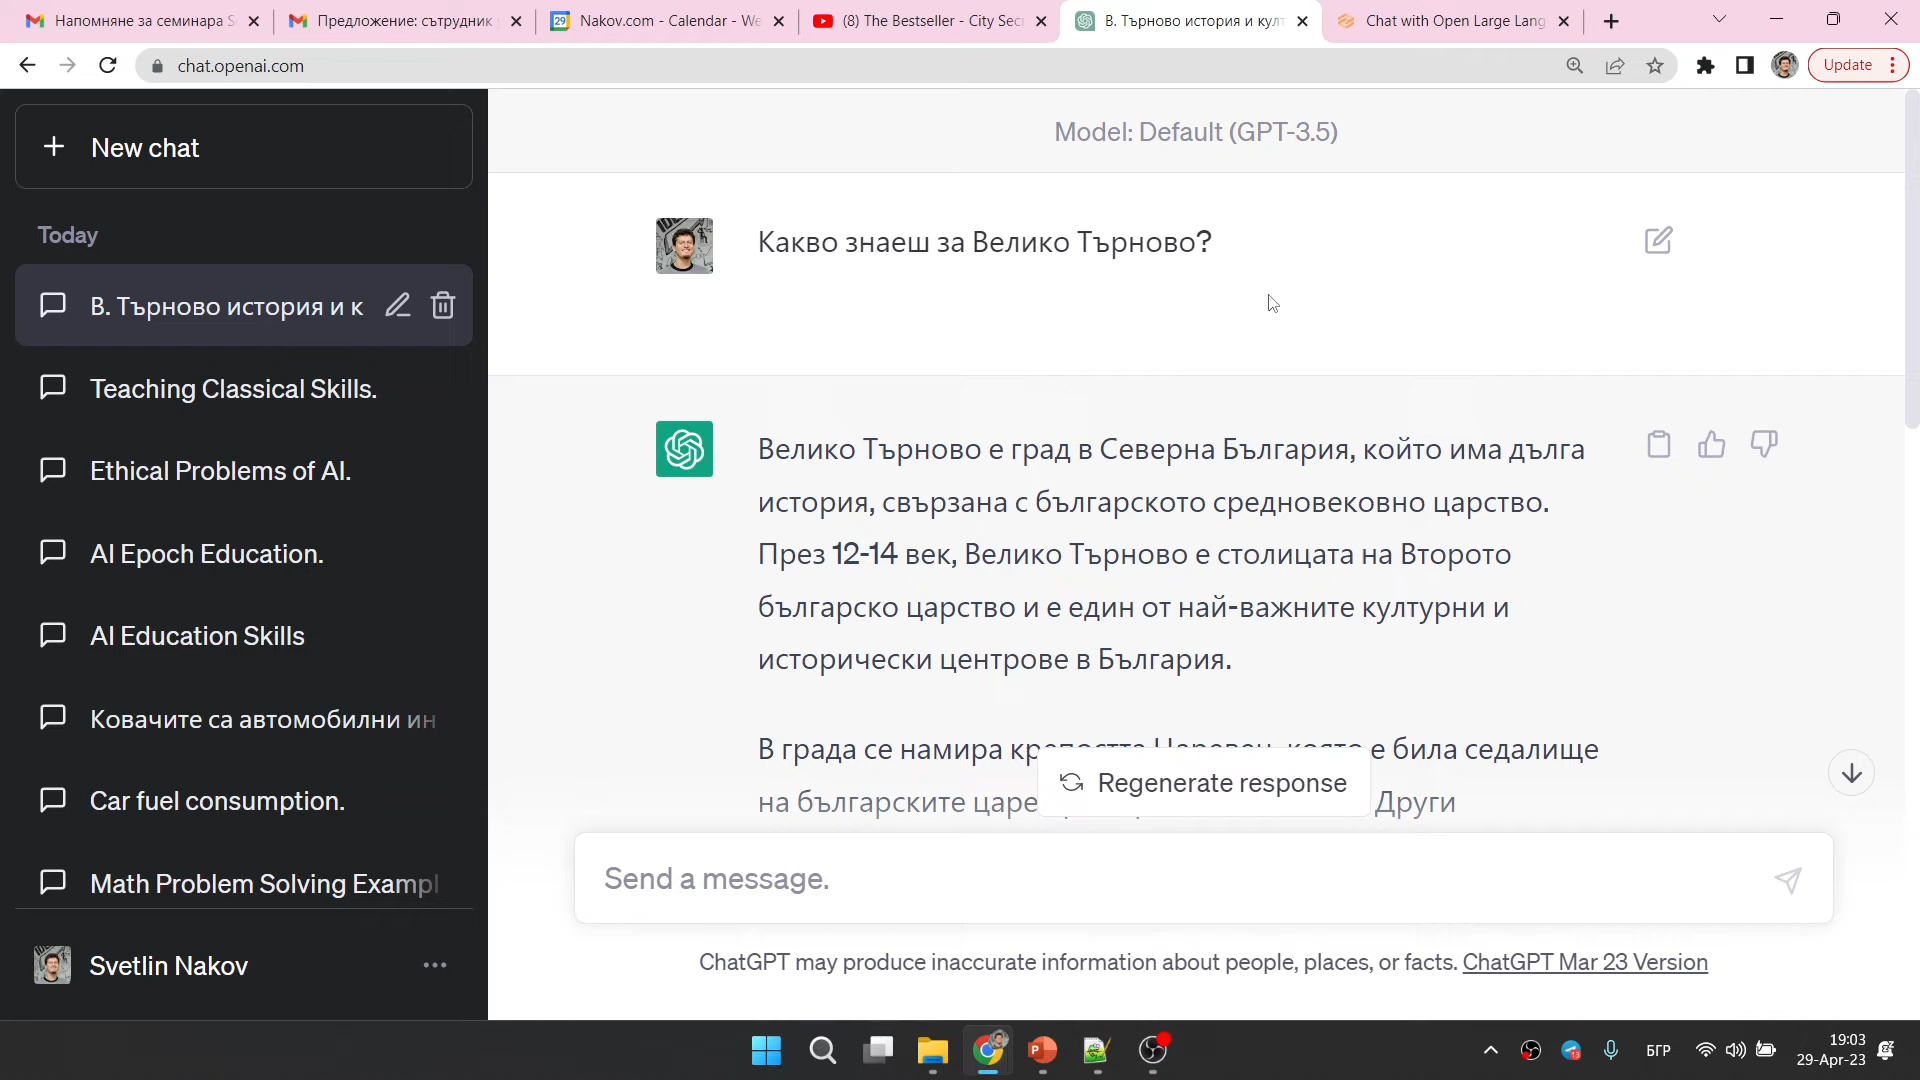 Напомняне за семинара S
Предложение: сътрудник
Nakov.com - Calendar - We
(8) The Bestseller - City Sec
В. Търново история и култ
Chat with Open Large Lang
chat.openai.com
Update
New chat
Today
В. Търново история и к
Teaching Classical Skills.
Ethical Problems of AI.
AI Epoch Education.
AI Education Skills
Ковачите са автомобилни ин
Car fuel consumption.
Math Problem Solving Exampl
Svetlin Nakov
Model: Default (GPT-3.5)
Какво знаеш за Велико Търново?
Велико Търново е град в Северна България, който има дълга
история, свързана с българското средновековно царство.
През 12-14 век, Велико Търново е столицата на Второто
българско царство и е един от най-важните културни и
исторически центрове в България.
В града се намира крепостта Царевец, която е била седалище
на българските царе Други
Regenerate response
Send a message.
ChatGPT may produce inaccurate information about people, places, or facts. ChatGPT Mar 23 Version
БГР
19:03
29-Apr-23